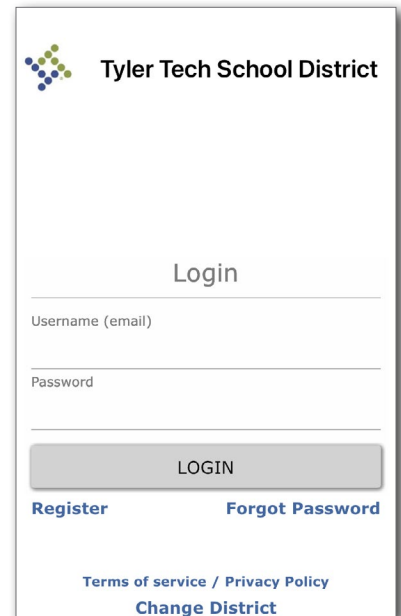 Tyler Tech School District
Login
Username (email)
Password
LOGIN
Register Forgot Password
Terms of service / Privacy Policy
Change District